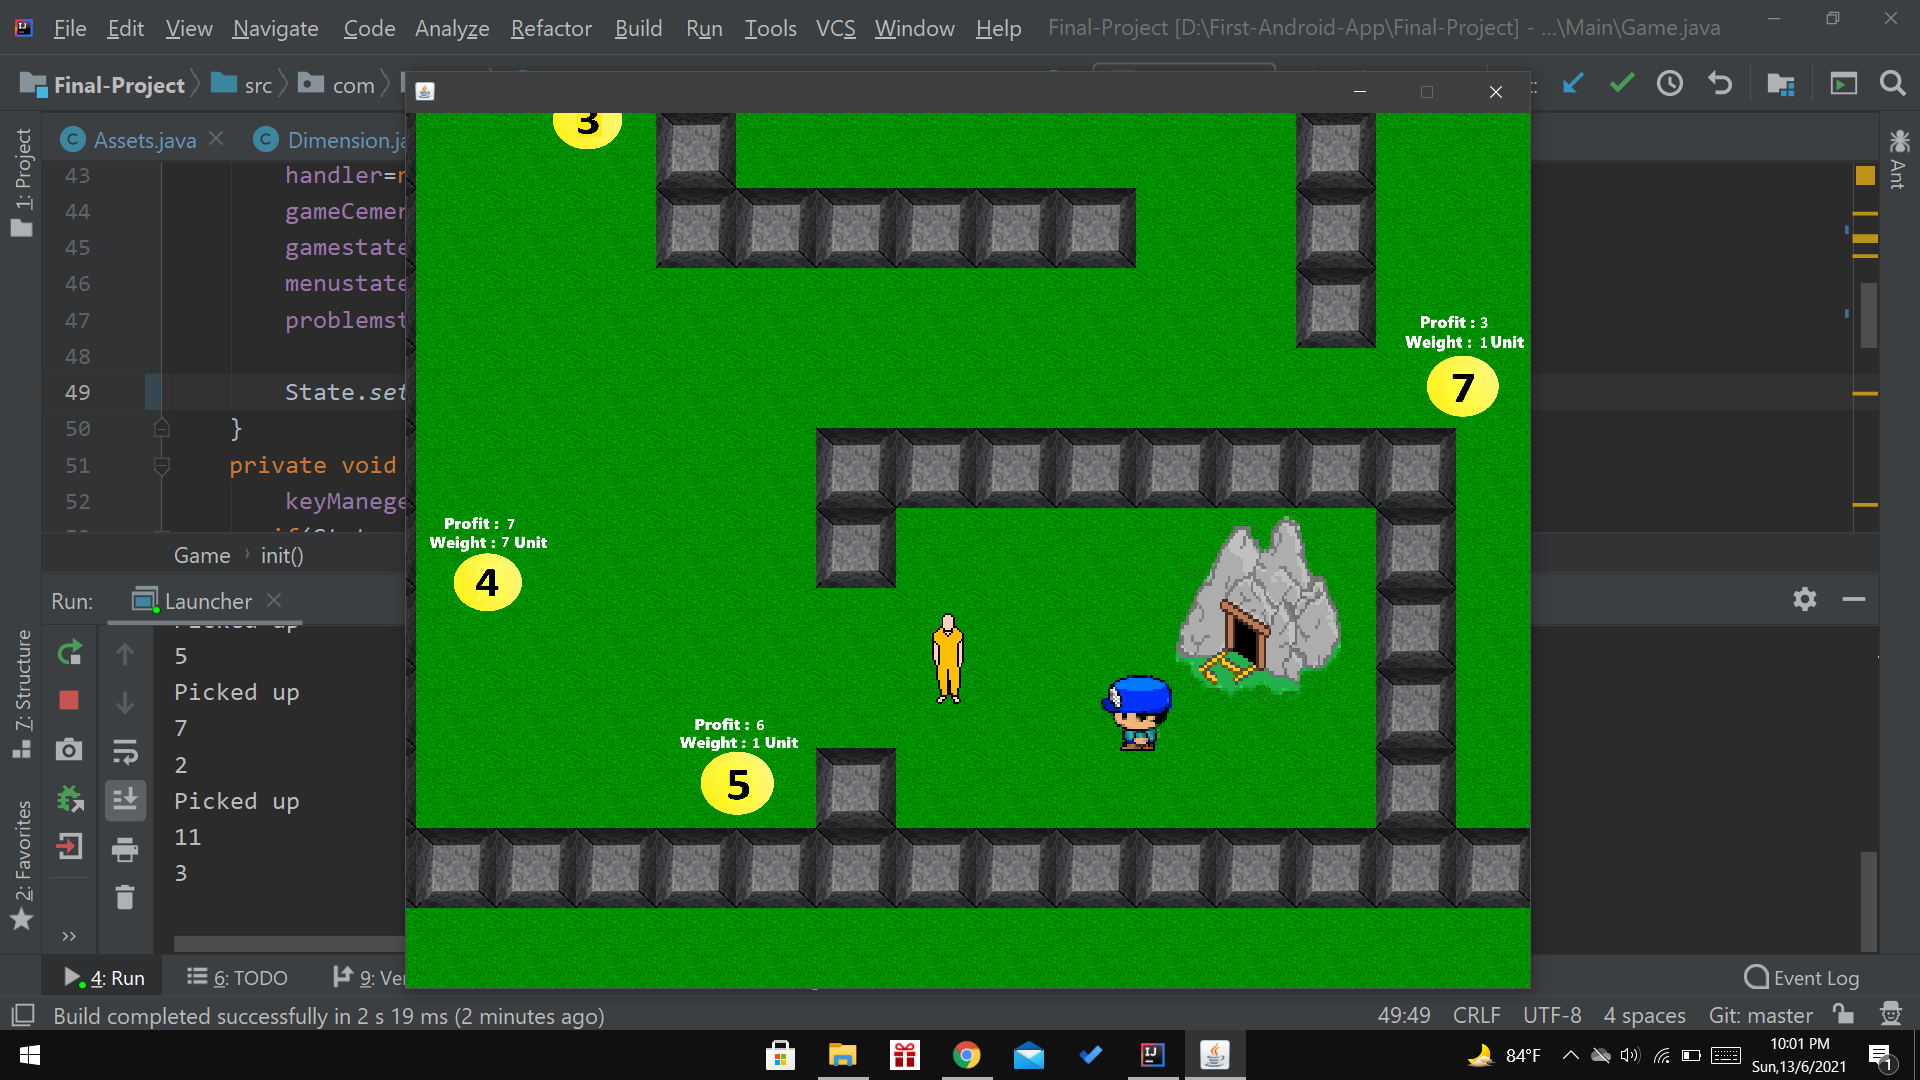 File Edit View Navigate Code Analyze Refactor Build Run Tools VCS Window Help Final-Project [D:\First-Android-App\Final-Project] - ...\Main\Game.java
Final-Project src com
1: Project
Assets.java
Dimension.ja
Ant
43 handler=
44 gameCemer
45 gamestate
46 menustate
47 problemst
48
49 State.set
50 }
51 private void
52 keyManege
Game init()
Run: Launcher
Picked up
5
Picked up
7
2
Picked up
11
3
7: Structure
2: Favorites
3
Profit : 3
Weight : 1 Unit
7
Profit : 7
Weight : 7 Unit
4
Profit : 6
Weight : 1 Unit
5
4: Run 6: TODO 9: Ve
Event Log
Build completed successfully in 2 s 19 ms (2 minutes ago)
49:49 CRLF UTF-8 4 spaces Git: master
84°F
10:01 PM
Sun,13/6/2021
1